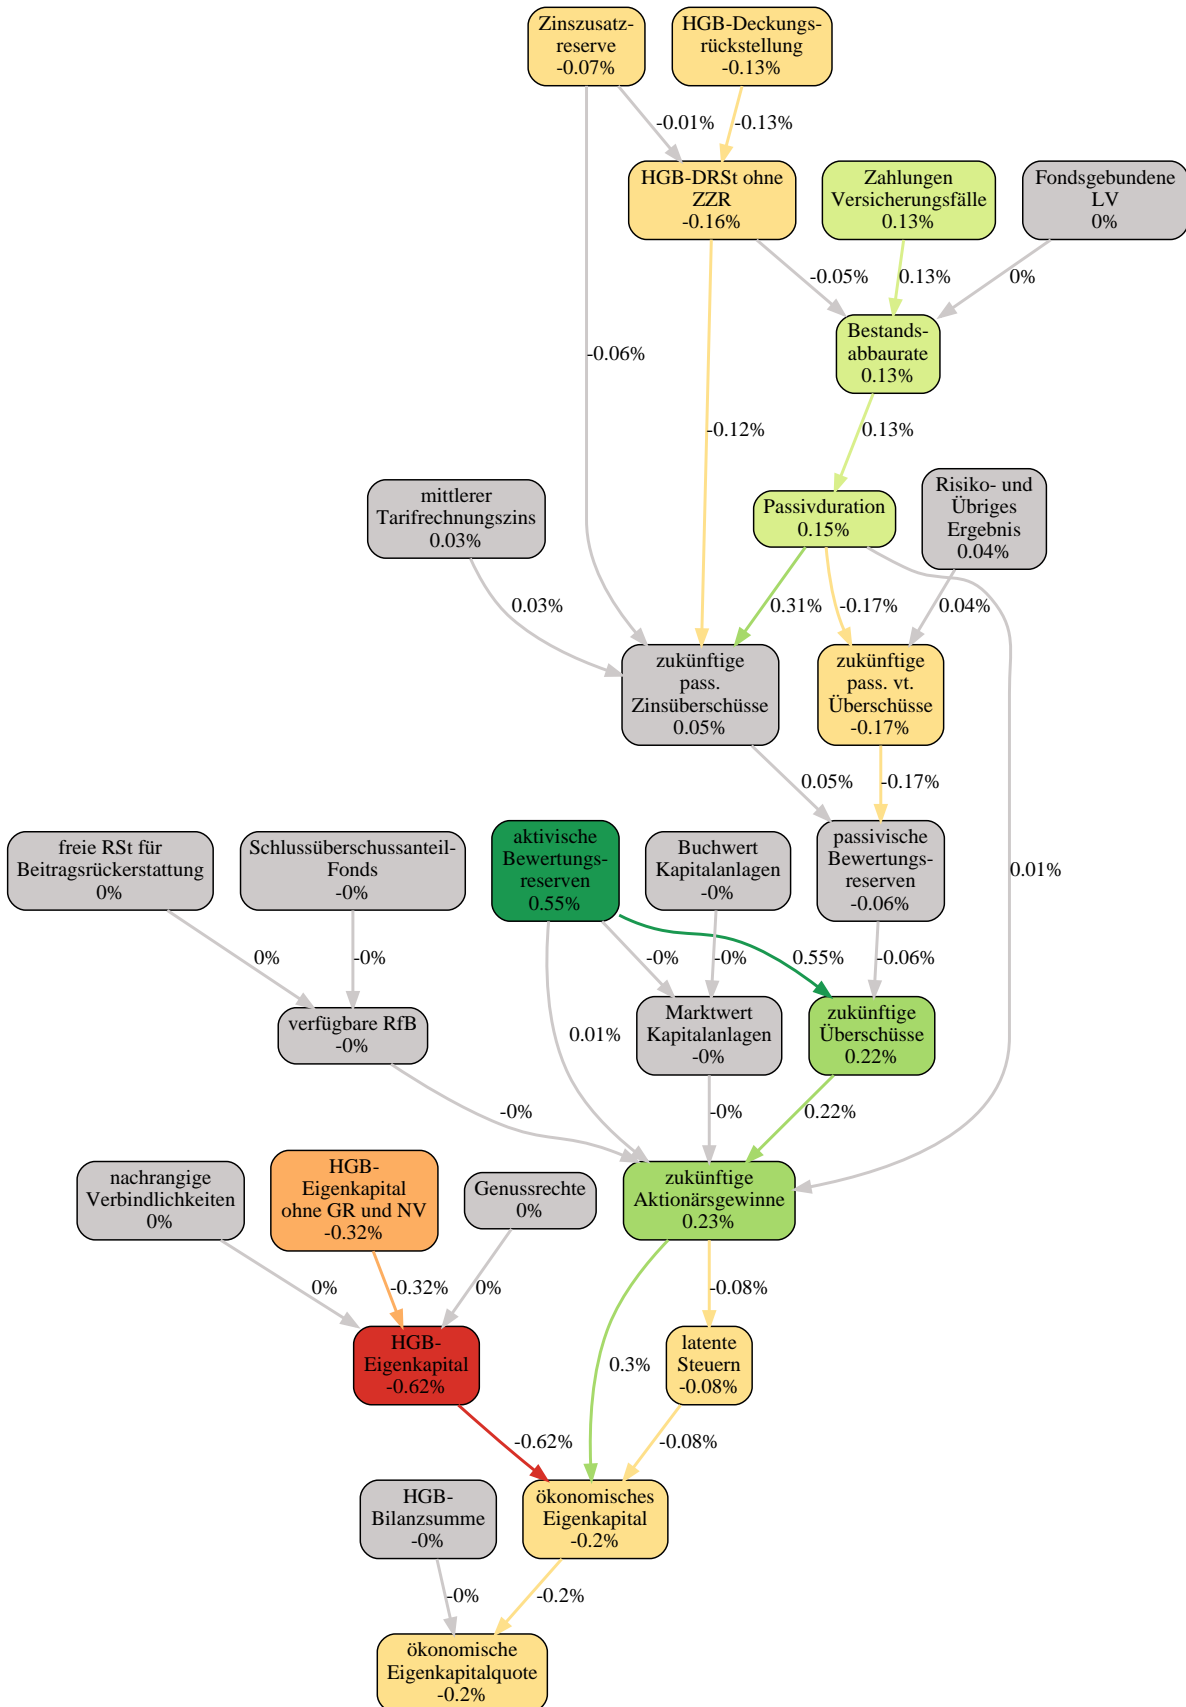 Zinszusatz-
reserve
-0.07%
HGB-Deckungs-
rückstellung
-0.13%
-0.01%
-0.13%
HGB-DRSt ohne
ZZR
-0.16%
Zahlungen
Versicherungsfälle
0.13%
Fondsgebundene
LV
0%
-0.05%
0.13%
0%
Bestands-
abbaurate
0.13%
-0.06%
-0.12%
0.13%
mittlerer
Tarifrechnungszins
0.03%
Passivduration
0.15%
Risiko- und
Übriges
Ergebnis
0.04%
0.03%
0.31%
-0.17%
0.04%
zukünftige
pass.
Zinsüberschüsse
0.05%
zukünftige
pass. vt.
Überschüsse
-0.17%
0.05%
-0.17%
freie RSt für
Beitragsrückerstattung
0%
Schlussüberschussanteil-
Fonds
-0%
aktivische
Bewertungs-
reserven
0.55%
Buchwert
Kapitalanlagen
-0%
passivische
Bewertungs-
reserven
-0.06%
0.01%
0%
-0%
-0%
-0%
0.55%
-0.06%
verfügbare RfB
-0%
0.01%
Marktwert
Kapitalanlagen
-0%
zukünftige
Überschüsse
0.22%
-0%
-0%
0.22%
nachrangige
Verbindlichkeiten
0%
HGB-
Eigenkapital
ohne GR und NV
-0.32%
Genussrechte
0%
zukünftige
Aktionärsgewinne
0.23%
0%
-0.32%
0%
-0.08%
HGB-
Eigenkapital
-0.62%
0.3%
latente
Steuern
-0.08%
-0.62%
-0.08%
HGB-
Bilanzsumme
-0%
ökonomisches
Eigenkapital
-0.2%
-0%
-0.2%
ökonomische
Eigenkapitalquote
-0.2%